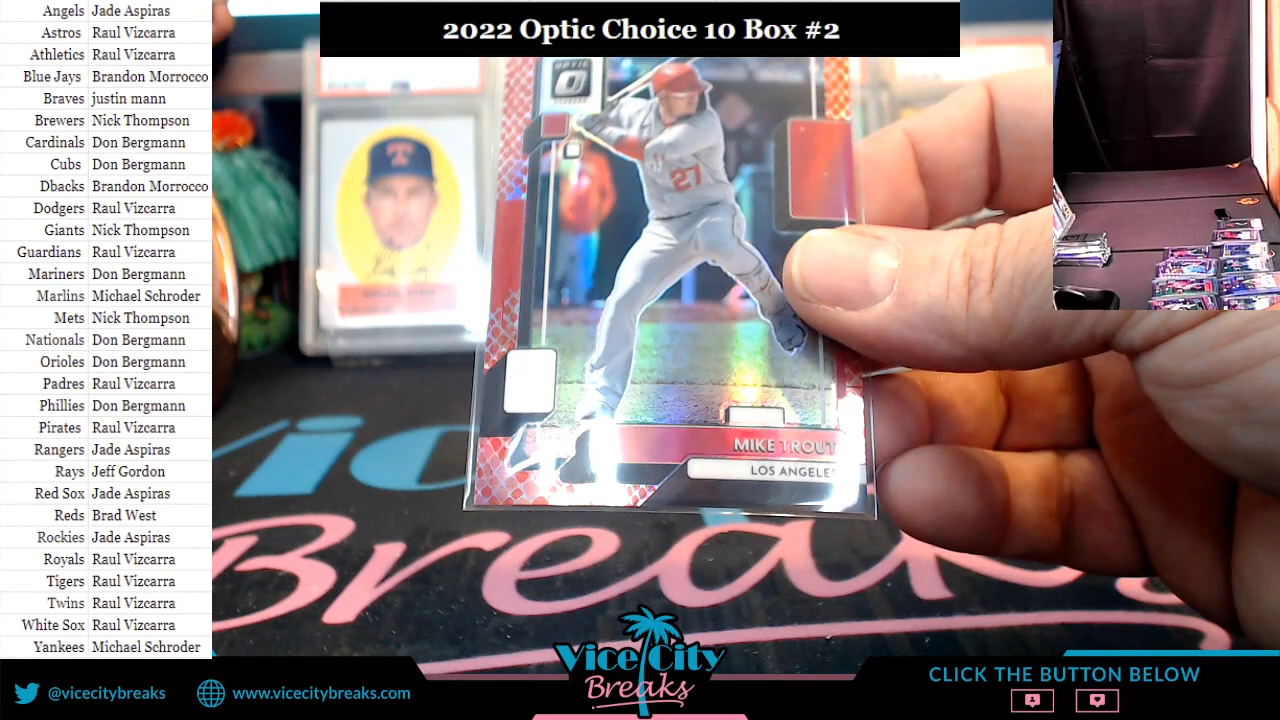 Angels Jade Aspiras
Astros Raul Vizcarra
Athletics Raul Vizcarra
Blue Jays Brandon Morrocco
Braves justin mann
Brewers Nick Thompson
Cardinals Don Bergmann
Cubs Don Bergmann
Dbacks Brandon Morrocco
Dodgers Raul Vizcarra
Giants Nick Thompson
Guardians Raul Vizcarra
Mariners Don Bergmann
Marlins Michael Schroder
Mets Nick Thompson
Nationals Don Bergmann
Orioles Don Bergmann
Padres Raul Vizcarra
Phillies Don Bergmann
Pirates Raul Vizcarra
Rangers Jade Aspiras
Rays Jeff Gordon
Red Sox Jade Aspiras
Reds Brad West
Rockies Jade Aspiras
Royals Raul Vizcarra
Tigers Raul Vizcarra
Twins Raul Vizcarra
White Sox Raul Vizcarra
Yankees Michael Schroder
2022 Optic Choice 10 Box #2
OPTIC
T
27
MIKE TROUT
LOS ANGELES
Break
@vicecitybreaks
www.vicecitybreaks.com
Vice City
Breaks
CLICK THE BUTTON BELOW